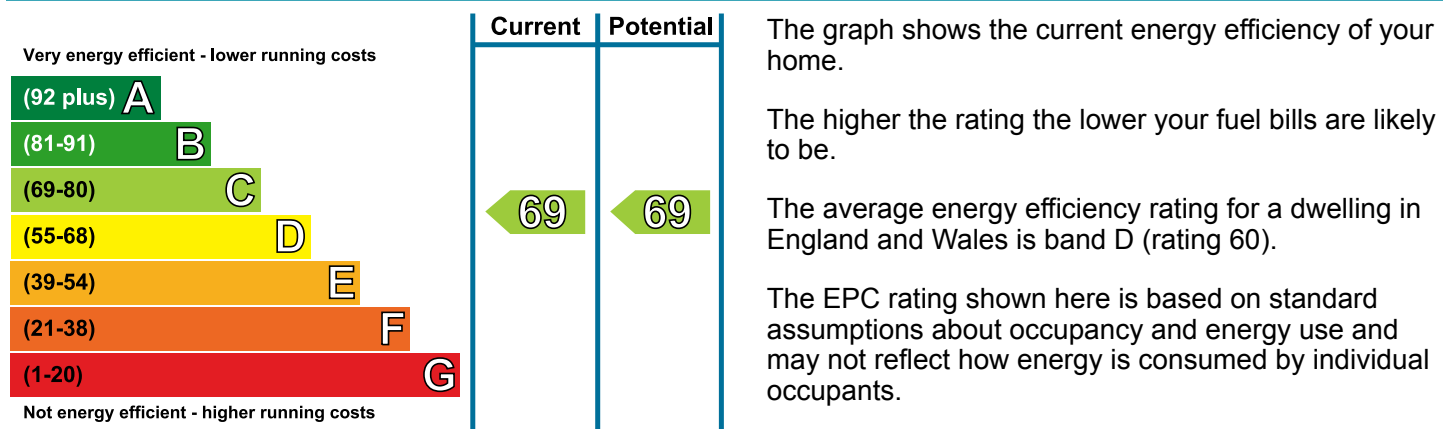 Current Potential
Very energy efficient - lower running costs
(92 plus) A
(81-91) B
(69-80) C
(55-68) D
(39-54) E
(21-38) F
(1-20) G
Not energy efficient - higher running costs
69 69
The graph shows the current energy efficiency of your
home.
The higher the rating the lower your fuel bills are likely
to be.
The average energy efficiency rating for a dwelling in
England and Wales is band D (rating 60).
The EPC rating shown here is based on standard
assumptions about occupancy and energy use and
may not reflect how energy is consumed by individual
occupants.